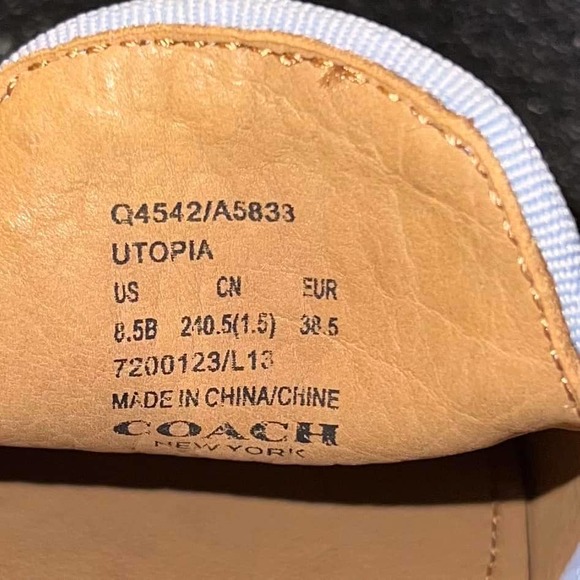 Q4542/A5833
UTOPIA
US CN EUR
8.5B 240.5(1.5) 38.5
7200123/L13
MADE IN CHINA/CHINE
COACH
NEW YORK